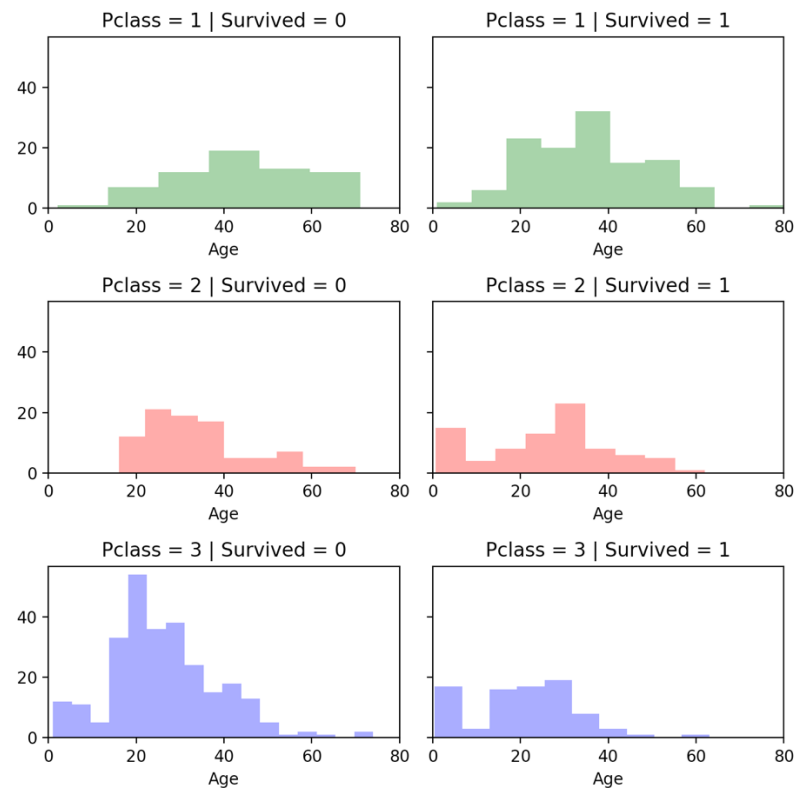 Pclass = 1 | Survived = 0
Pclass = 1 | Survived = 1
40
20
0
0 20 40 60 80
0 20 40 60 80
Age
Age
Pclass = 2 | Survived = 0
Pclass = 2 | Survived = 1
40
20
0
0 20 40 60 80
0 20 40 60 80
Age
Age
Pclass = 3 | Survived = 0
Pclass = 3 | Survived = 1
40
20
0
0 20 40 60 80
0 20 40 60 80
Age
Age